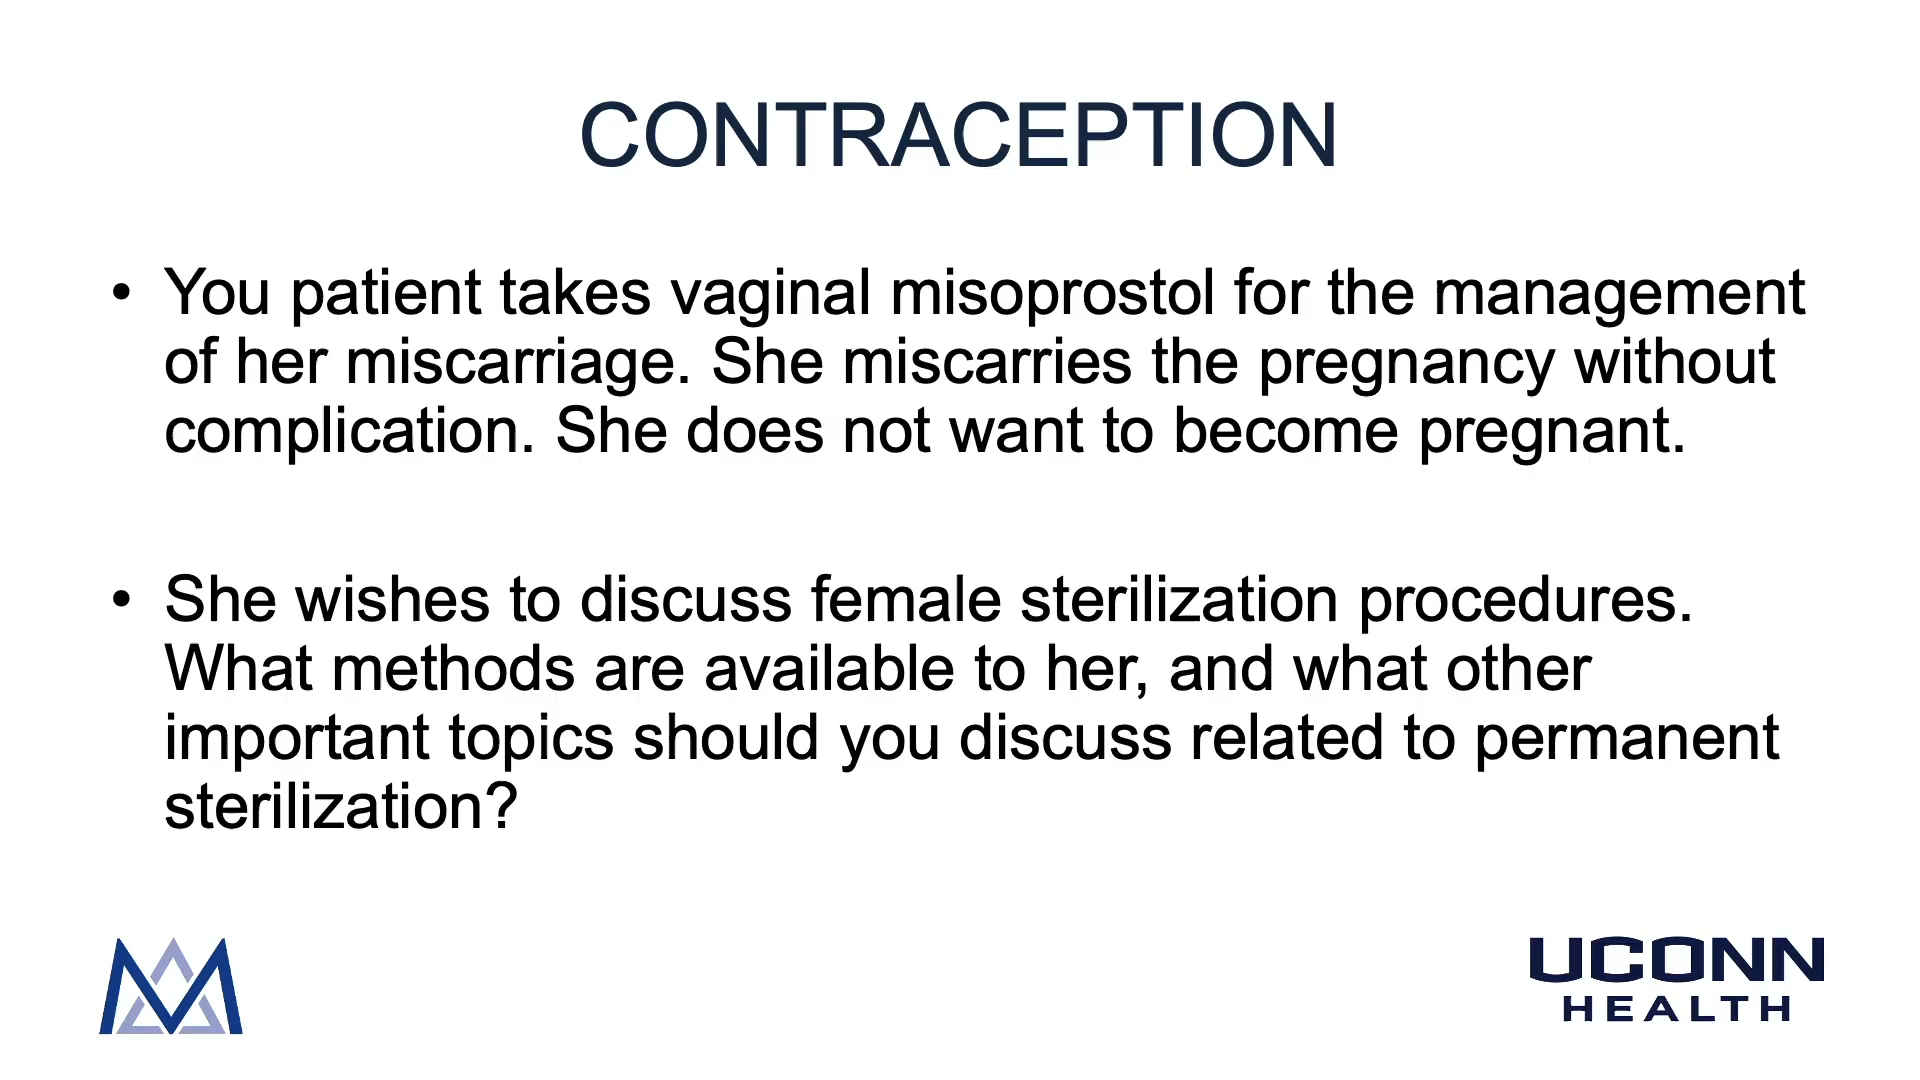 CONTRACEPTION
• You patient takes vaginal misoprostol for the management
of her miscarriage. She miscarries the pregnancy without
complication. She does not want to become pregnant.
• She wishes to discuss female sterilization procedures.
What methods are available to her, and what other
important topics should you discuss related to permanent
sterilization?
UCONN
HEALTH